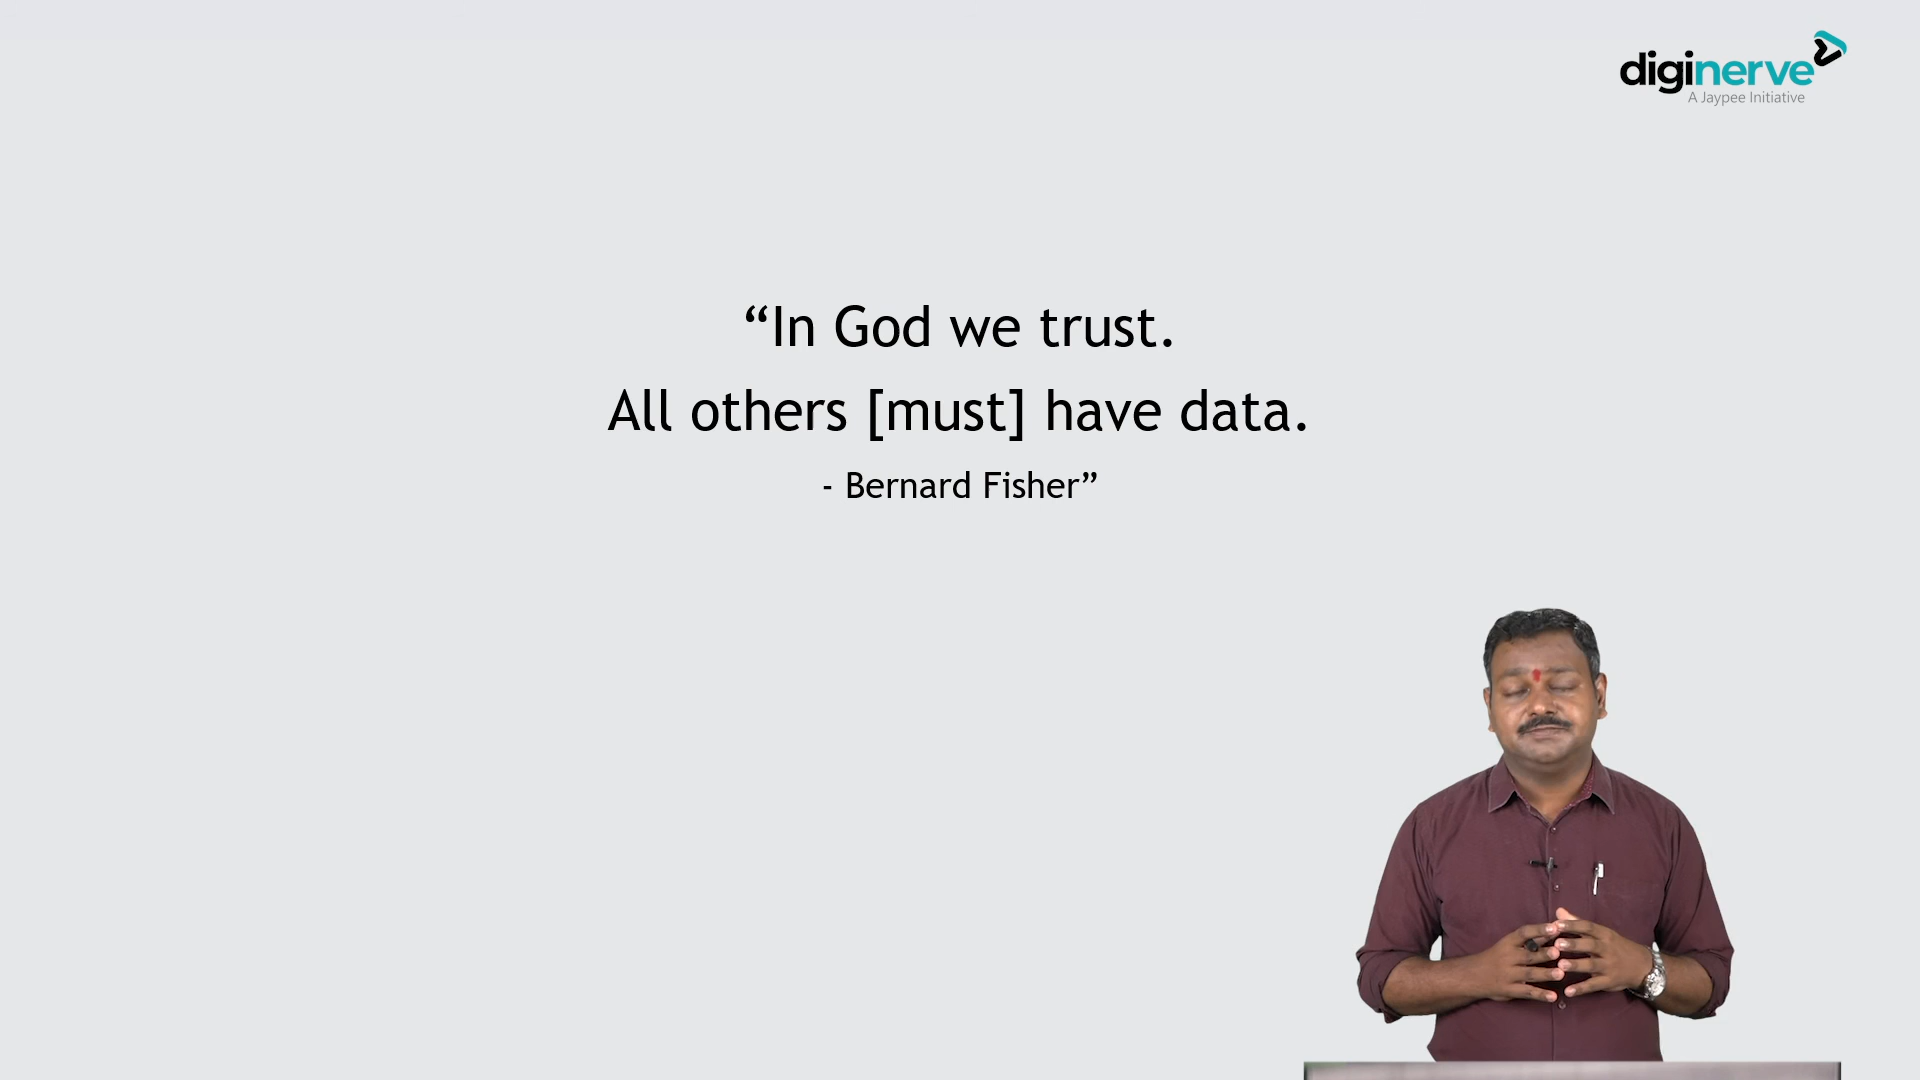 diginerve
A Jaypee Initiative
“In God we trust.
All others [must] have data.
- Bernard Fisher”